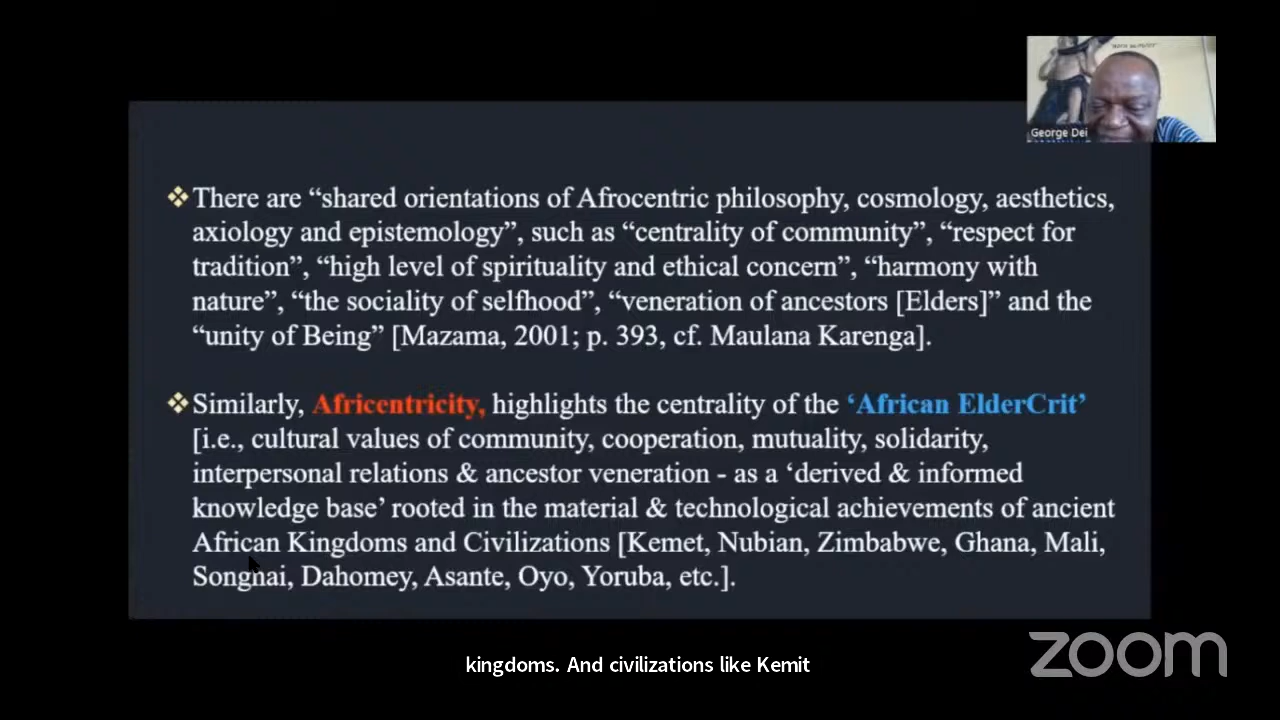 George Dei
❖There are “shared orientations of Afrocentric philosophy, cosmology, aesthetics,
axiology and epistemology”, such as “centrality of community”, “respect for
tradition”, “high level of spirituality and ethical concern”, “harmony with
nature”, “the sociality of selfhood”, “veneration of ancestors [Elders]” and the
“unity of Being” [Mazama, 2001; p. 393, cf. Maulana Karenga].
❖Similarly, Africentricity, highlights the centrality of the ‘African ElderCrit’
[i.e., cultural values of community, cooperation, mutuality, solidarity,
interpersonal relations & ancestor veneration - as a ‘derived & informed
knowledge base’ rooted in the material & technological achievements of ancient
African Kingdoms and Civilizations [Kemet, Nubian, Zimbabwe, Ghana, Mali,
Songhai, Dahomey, Asante, Oyo, Yoruba, etc.].
zoom
kingdoms. And civilizations like Kemit